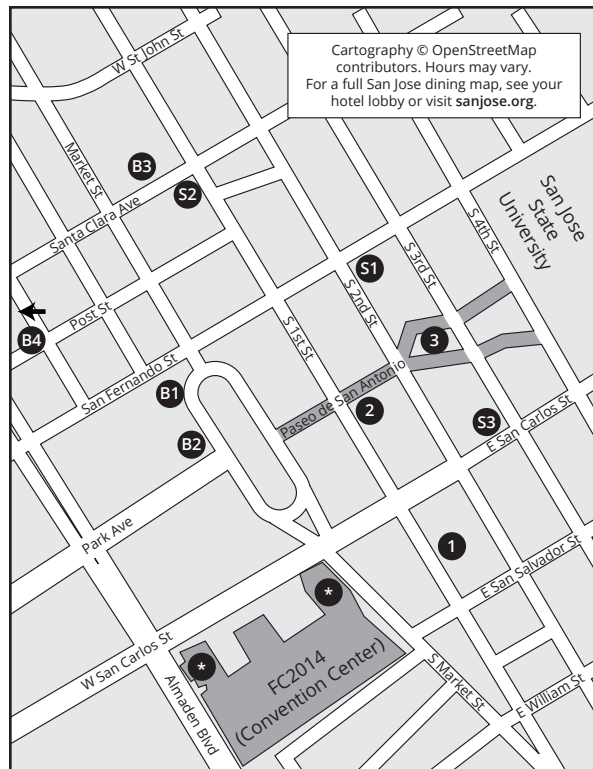 Cartography © OpenStreetMap
contributors. Hours may vary.
For a full San Jose dining map, see your
hotel lobby or visit sanjose.org.
W St John St
Market St
B3
S2
Santa Clara Ave
San Jose
State
University
S 4th St
S 3rd St
S1
S 2nd St
B4
Post St
S 1st St
3
San Fernando St
B1
Paseo de San Antonio
2
B2
S3
E San Carlos St
Park Ave
1
E San Salvador St
*
*
FC2014
(Convention Center)
W San Carlos St
Almaden Blvd
S Market St
E William St